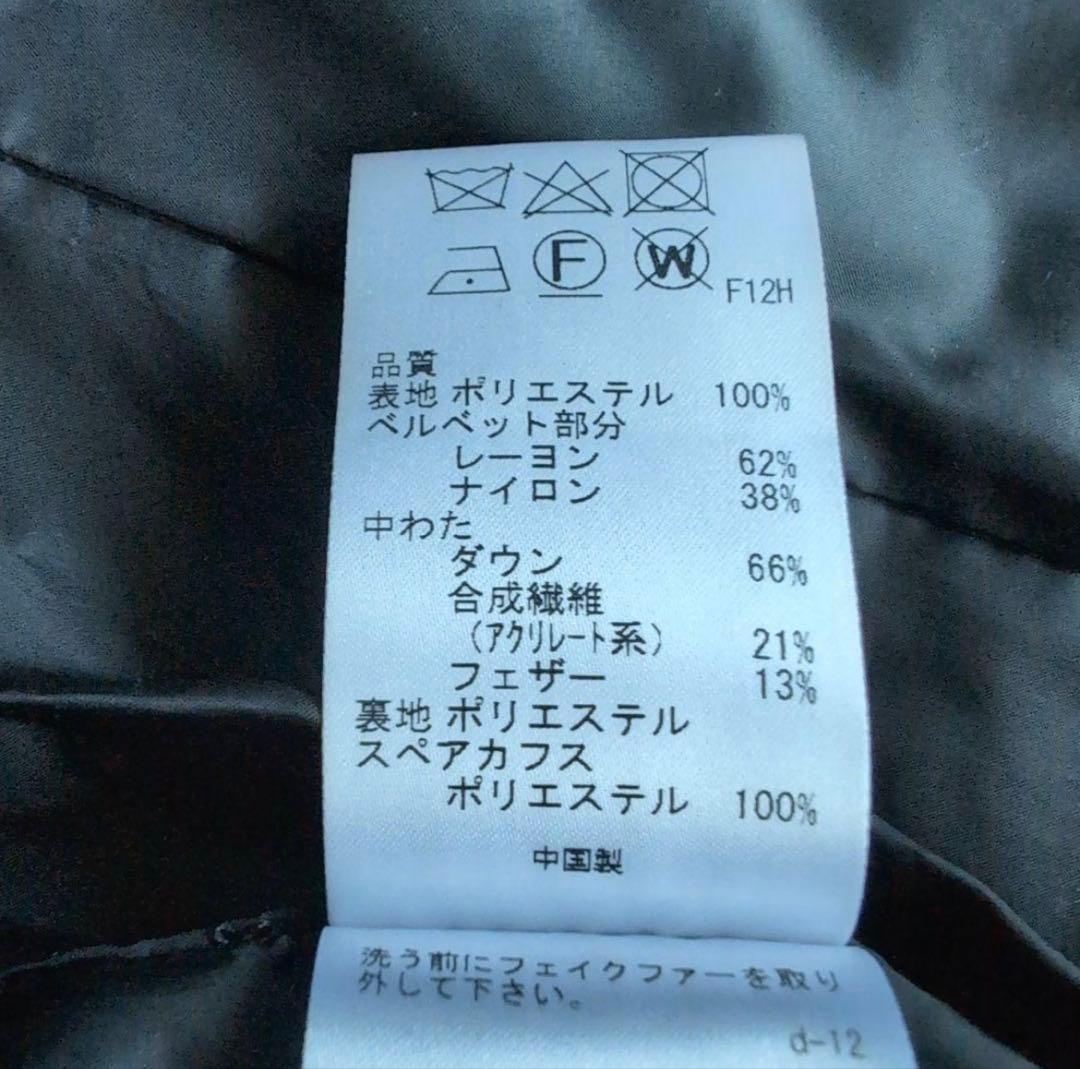 F
W
F12H
品質
表地 ポリエステル 100%
ベルベット部分
レーヨン 62%
ナイロン 38%
中わた
ダウン 66%
合成繊維
(アクリレート系) 21%
フェザー 13%
裏地 ポリエステル
スペアカフス
ポリエステル 100%
中国製
洗う前にフェイクファーを取り
外して下さい。
d-12